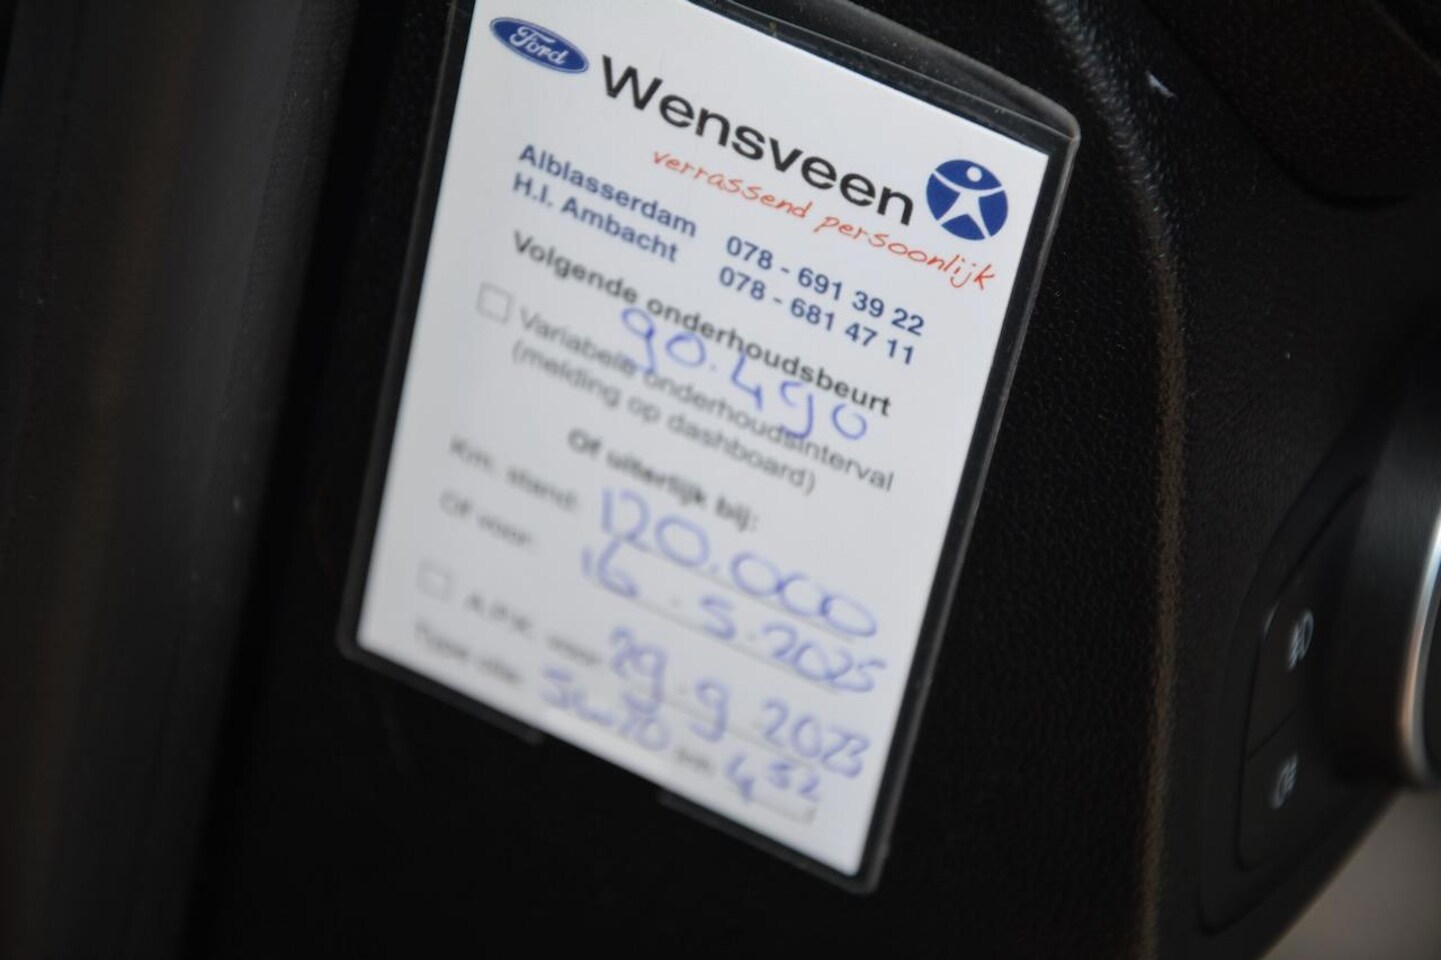 Ford
Wensveen
verrassend persoonlijk
Alblasserdam 078 - 691 39 22
H.I. Ambacht 078 - 681 47 11
Volgende onderhoudsbeurt
90.490
Variabele onderhoudsinterval
(melding op dashboard)
Of uiterlijk bij:
Km. stand: 120.000
Of voor: 16.5.2025
A.P.K. voor 29.9.2023
Type olie: 5w30